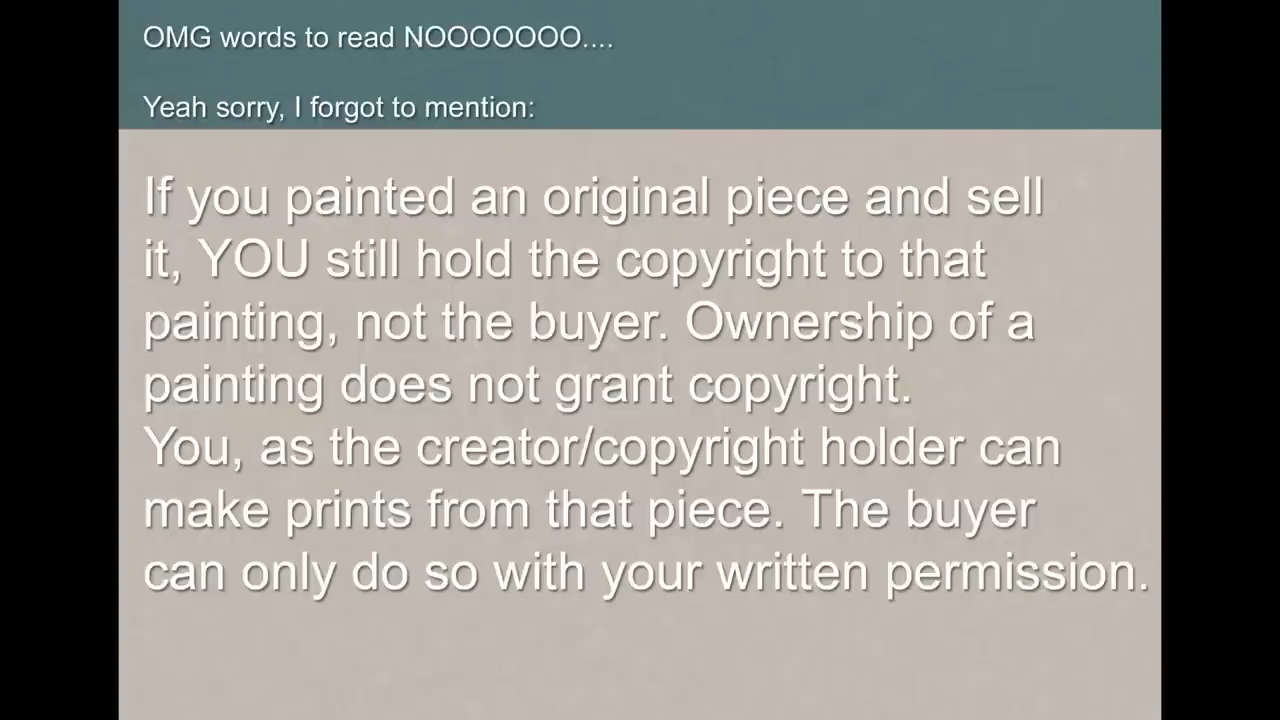 OMG words to read NOOOOOOO....
Yeah sorry, I forgot to mention:
If you painted an original piece and sell
it, YOU still hold the copyright to that
painting, not the buyer. Ownership of a
painting does not grant copyright.
You, as the creator/copyright holder can
make prints from that piece. The buyer
can only do so with your written permission.